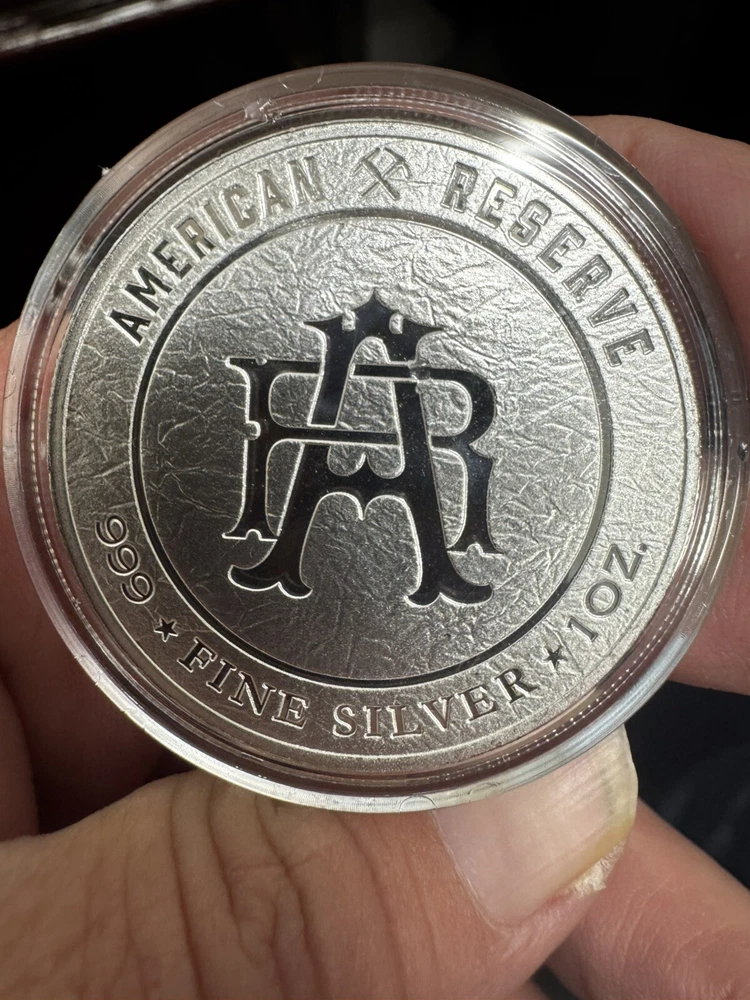 AMERICAN RESERVE
AR
999 ★ FINE SILVER ★ 1OZ.